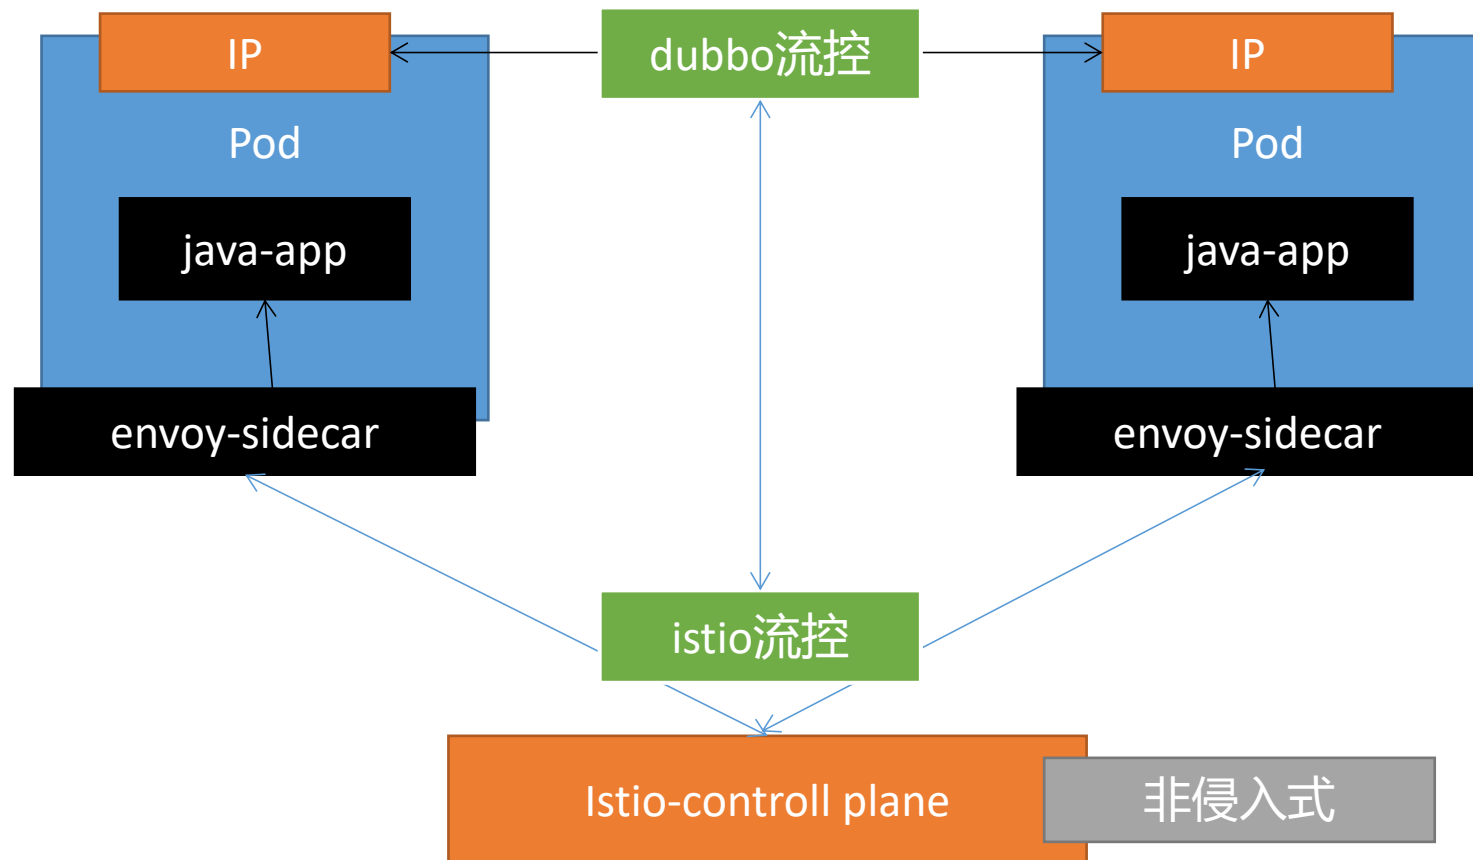 IP
dubbo流控
IP
Pod
Pod
java-app
java-app
envoy-sidecar
envoy-sidecar
istio流控
Istio-controll plane
非侵入式